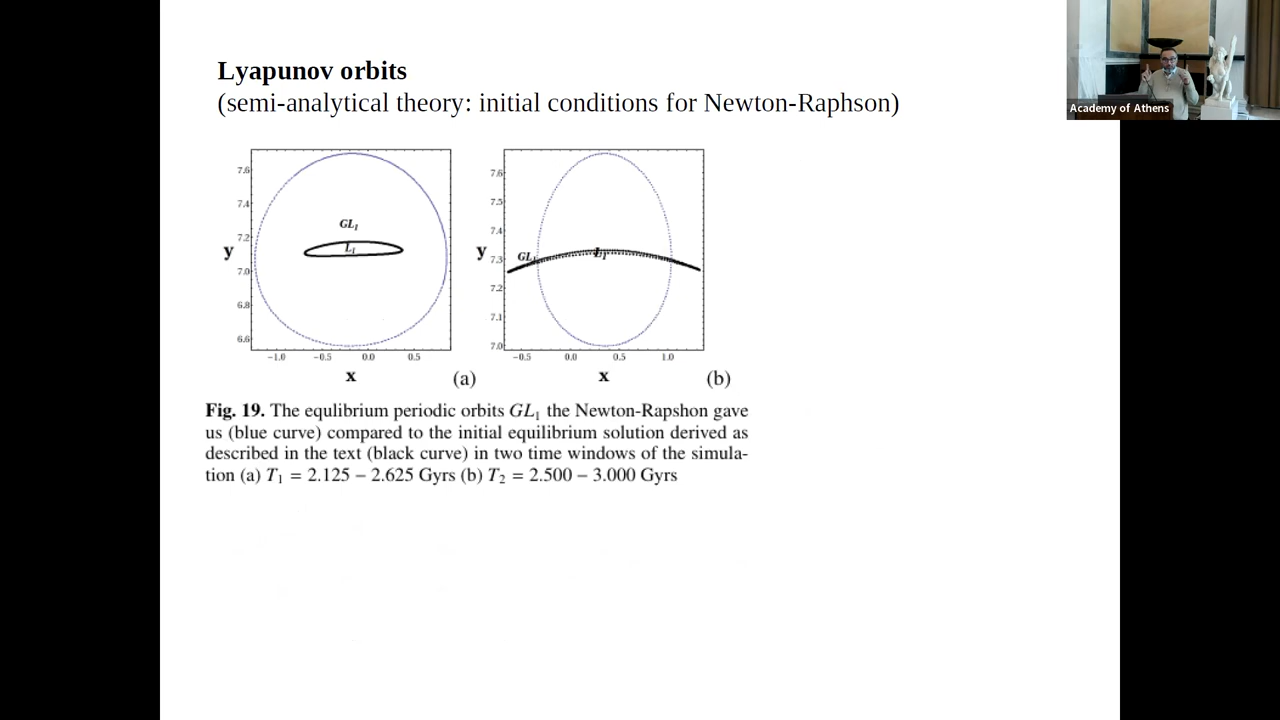 Lyapunov orbits
(semi-analytical theory: initial conditions for Newton-Raphson)
Academy of Athens
7.6
7.4
7.2
7.0
6.8
6.6
y
GL1
L1
-1.0 -0.5 0.0 0.5
x
(a)
7.6
7.5
7.4
7.3
7.2
7.1
7.0
y
GL1
L1
-0.5 0.0 0.5 1.0
x
(b)
Fig. 19. The equlibrium periodic orbits GL1 the Newton-Rapshon gave
us (blue curve) compared to the initial equilibrium solution derived as
described in the text (black curve) in two time windows of the simula-
tion (a) T1 = 2.125 – 2.625 Gyrs (b) T2 = 2.500 – 3.000 Gyrs